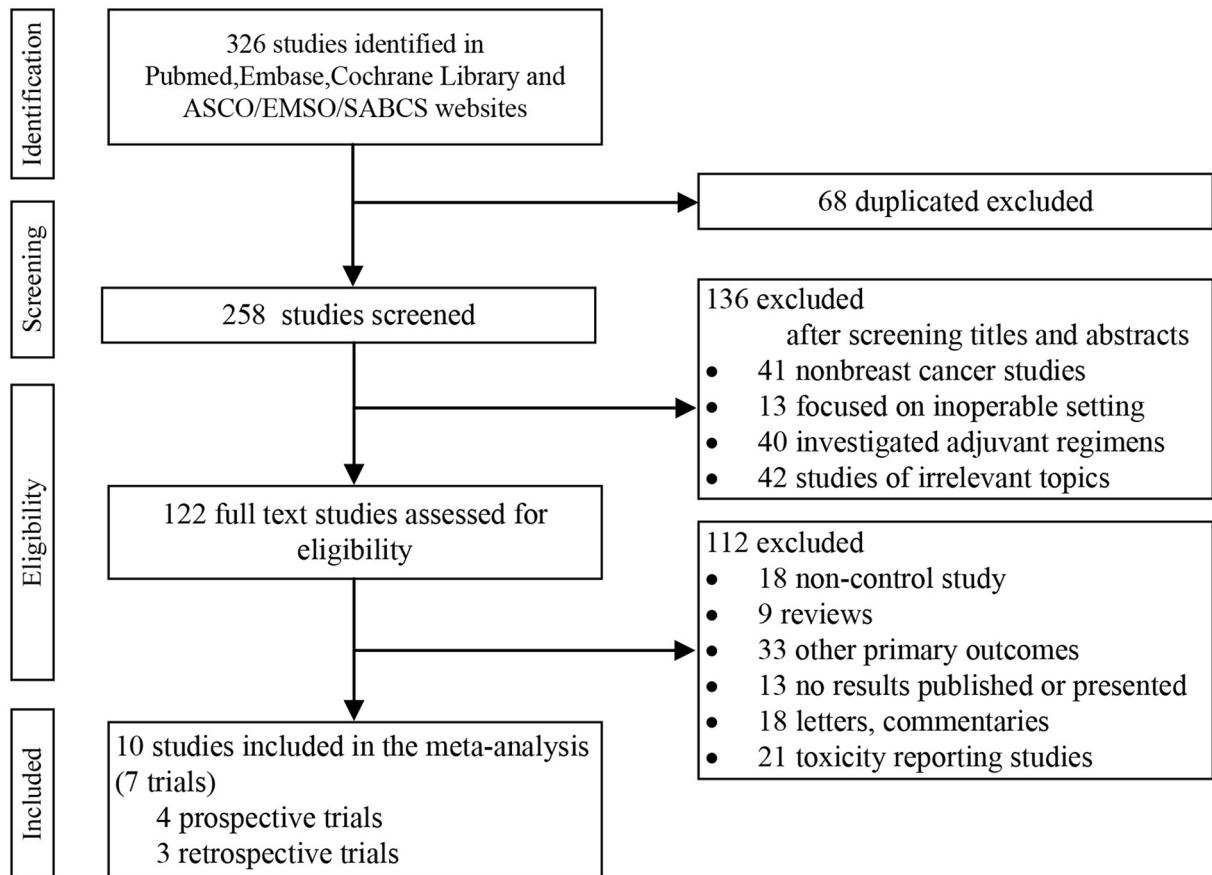 Identification
326 studies identified in
Pubmed,Embase,Cochrane Library and
ASCO/EMSO/SABCS websites
68 duplicated excluded
Screening
258 studies screened
136 excluded
after screening titles and abstracts
• 41 nonbreast cancer studies
• 13 focused on inoperable setting
• 40 investigated adjuvant regimens
• 42 studies of irrelevant topics
Eligibility
122 full text studies assessed for
eligibility
112 excluded
• 18 non-control study
• 9 reviews
• 33 other primary outcomes
• 13 no results published or presented
• 18 letters, commentaries
• 21 toxicity reporting studies
Included
10 studies included in the meta-analysis
(7 trials)
4 prospective trials
3 retrospective trials